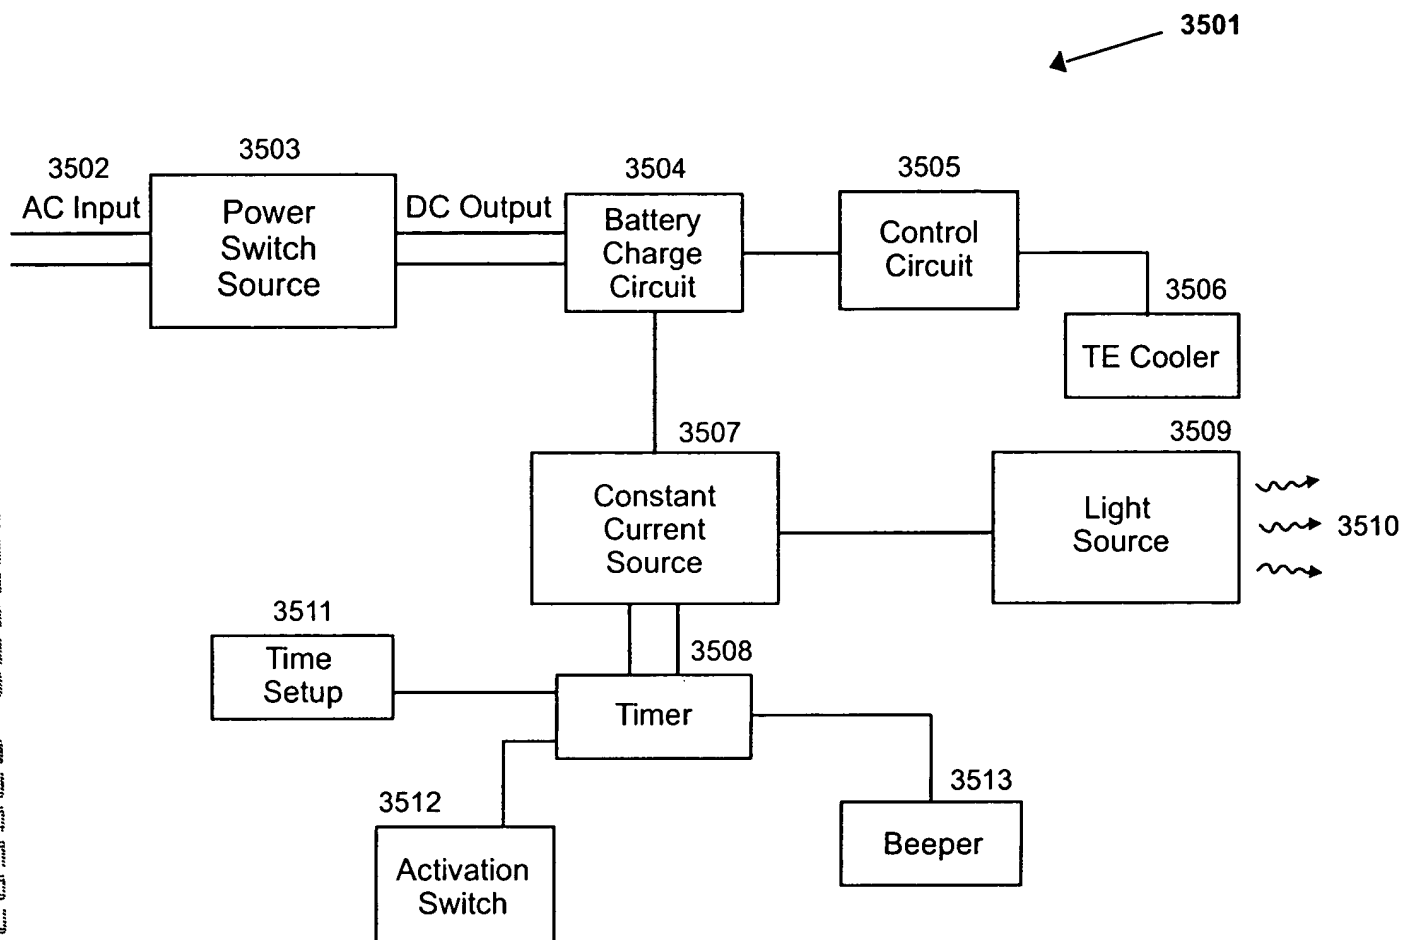 3501
3502
AC Input
3503
Power
Switch
Source
DC Output
3504
Battery
Charge
Circuit
3505
Control
Circuit
3506
TE Cooler
3507
Constant
Current
Source
3509
Light
Source
3510
3511
Time
Setup
3508
Timer
3512
Activation
Switch
3513
Beeper